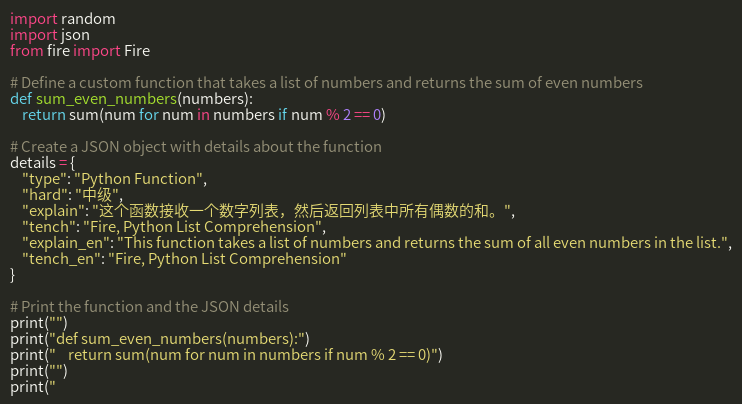 import random
import json
from fire import Fire

# Define a custom function that takes a list of numbers and returns the sum of even numbers
def sum_even_numbers(numbers):
    return sum(num for num in numbers if num % 2 == 0)

# Create a JSON object with details about the function
details = {
    "type": "Python Function",
    "hard": "中级",
    "explain": "这个函数接收一个数字列表，然后返回列表中所有偶数的和。",
    "tench": "Fire, Python List Comprehension",
    "explain_en": "This function takes a list of numbers and returns the sum of all even numbers in the list.",
    "tench_en": "Fire, Python List Comprehension"
}

# Print the function and the JSON details
print("")
print("def sum_even_numbers(numbers):")
print("    return sum(num for num in numbers if num % 2 == 0)")
print("")
print("